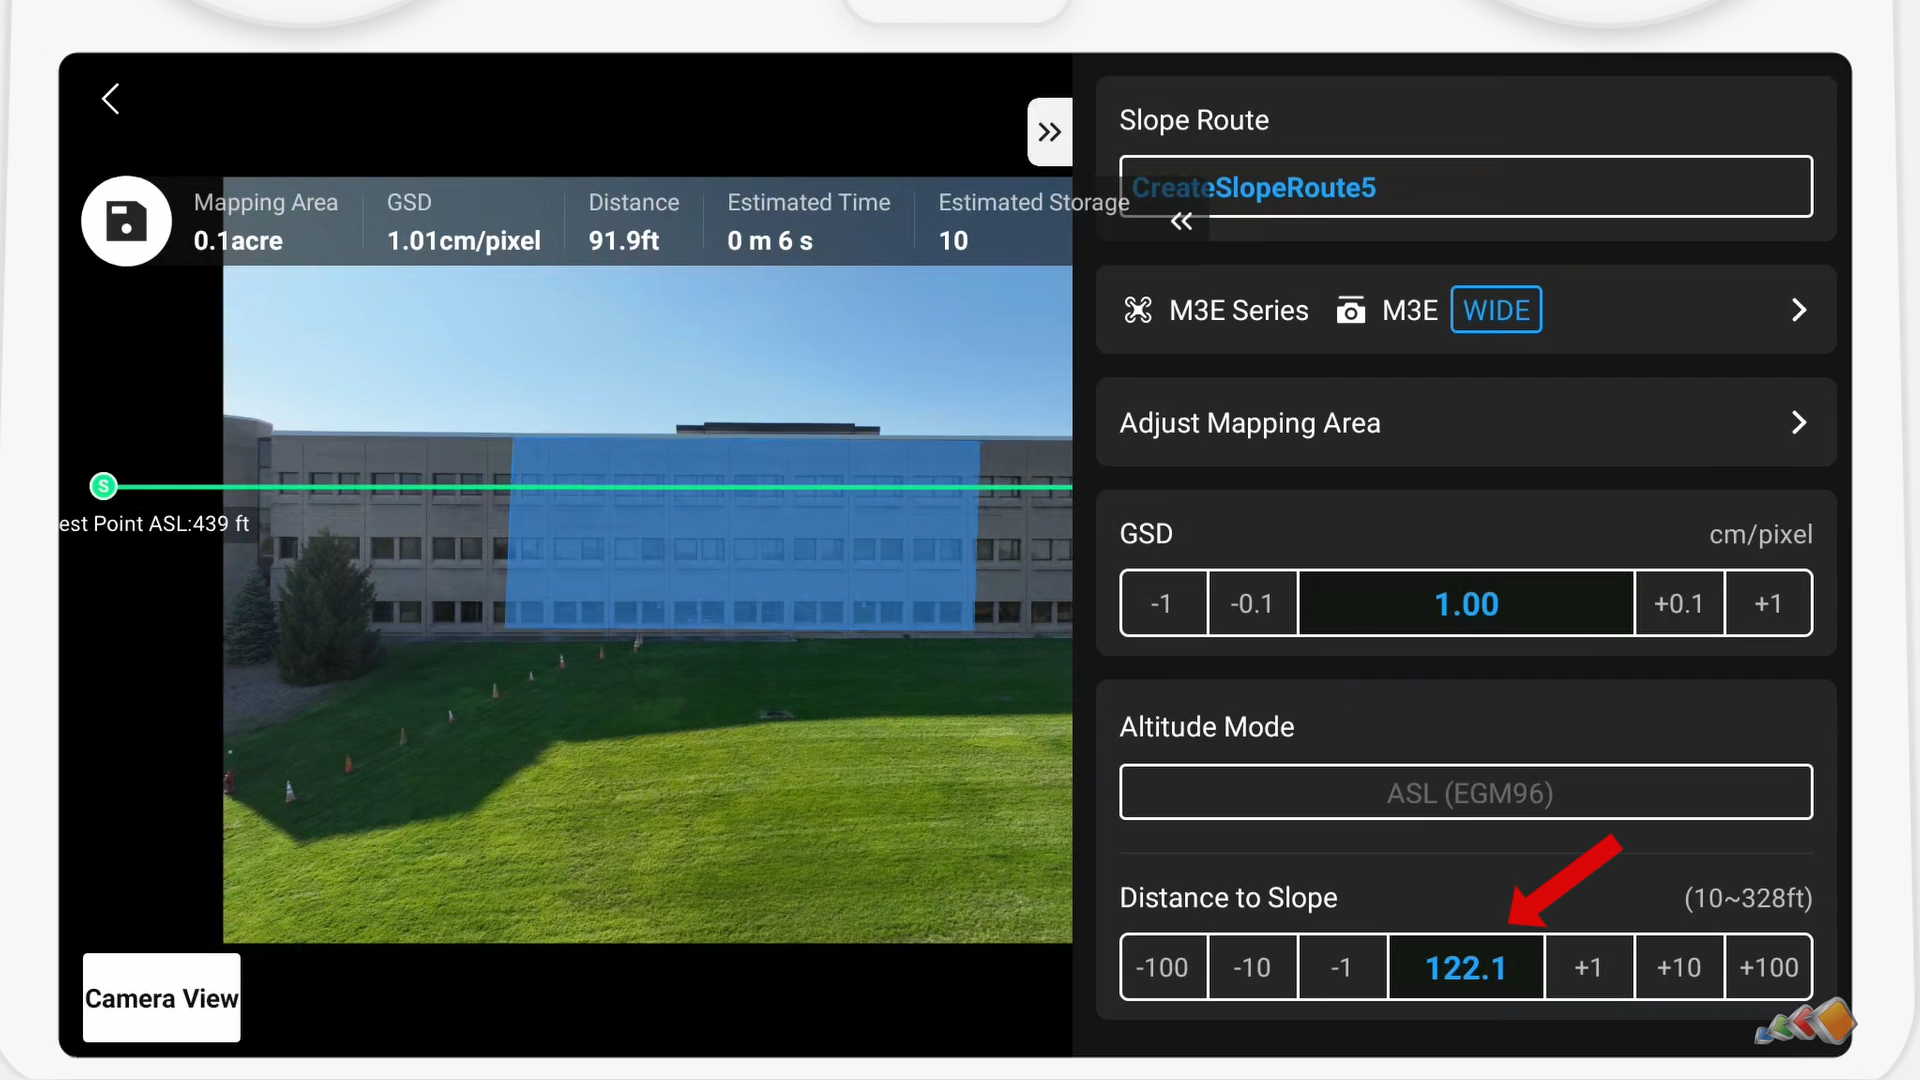 Slope Route
CreateSlopeRoute5
Mapping Area GSD Distance Estimated Time Estimated Storage
0.1acre 1.01cm/pixel 91.9ft 0 m 6 s 10
M3E Series M3E WIDE
Adjust Mapping Area
S
est Point ASL:439 ft
GSD cm/pixel
-1 -0.1 1.00 +0.1 +1
Altitude Mode
ASL (EGM96)
Distance to Slope (10~328ft)
-100 -10 -1 122.1 +1 +10 +100
Camera View